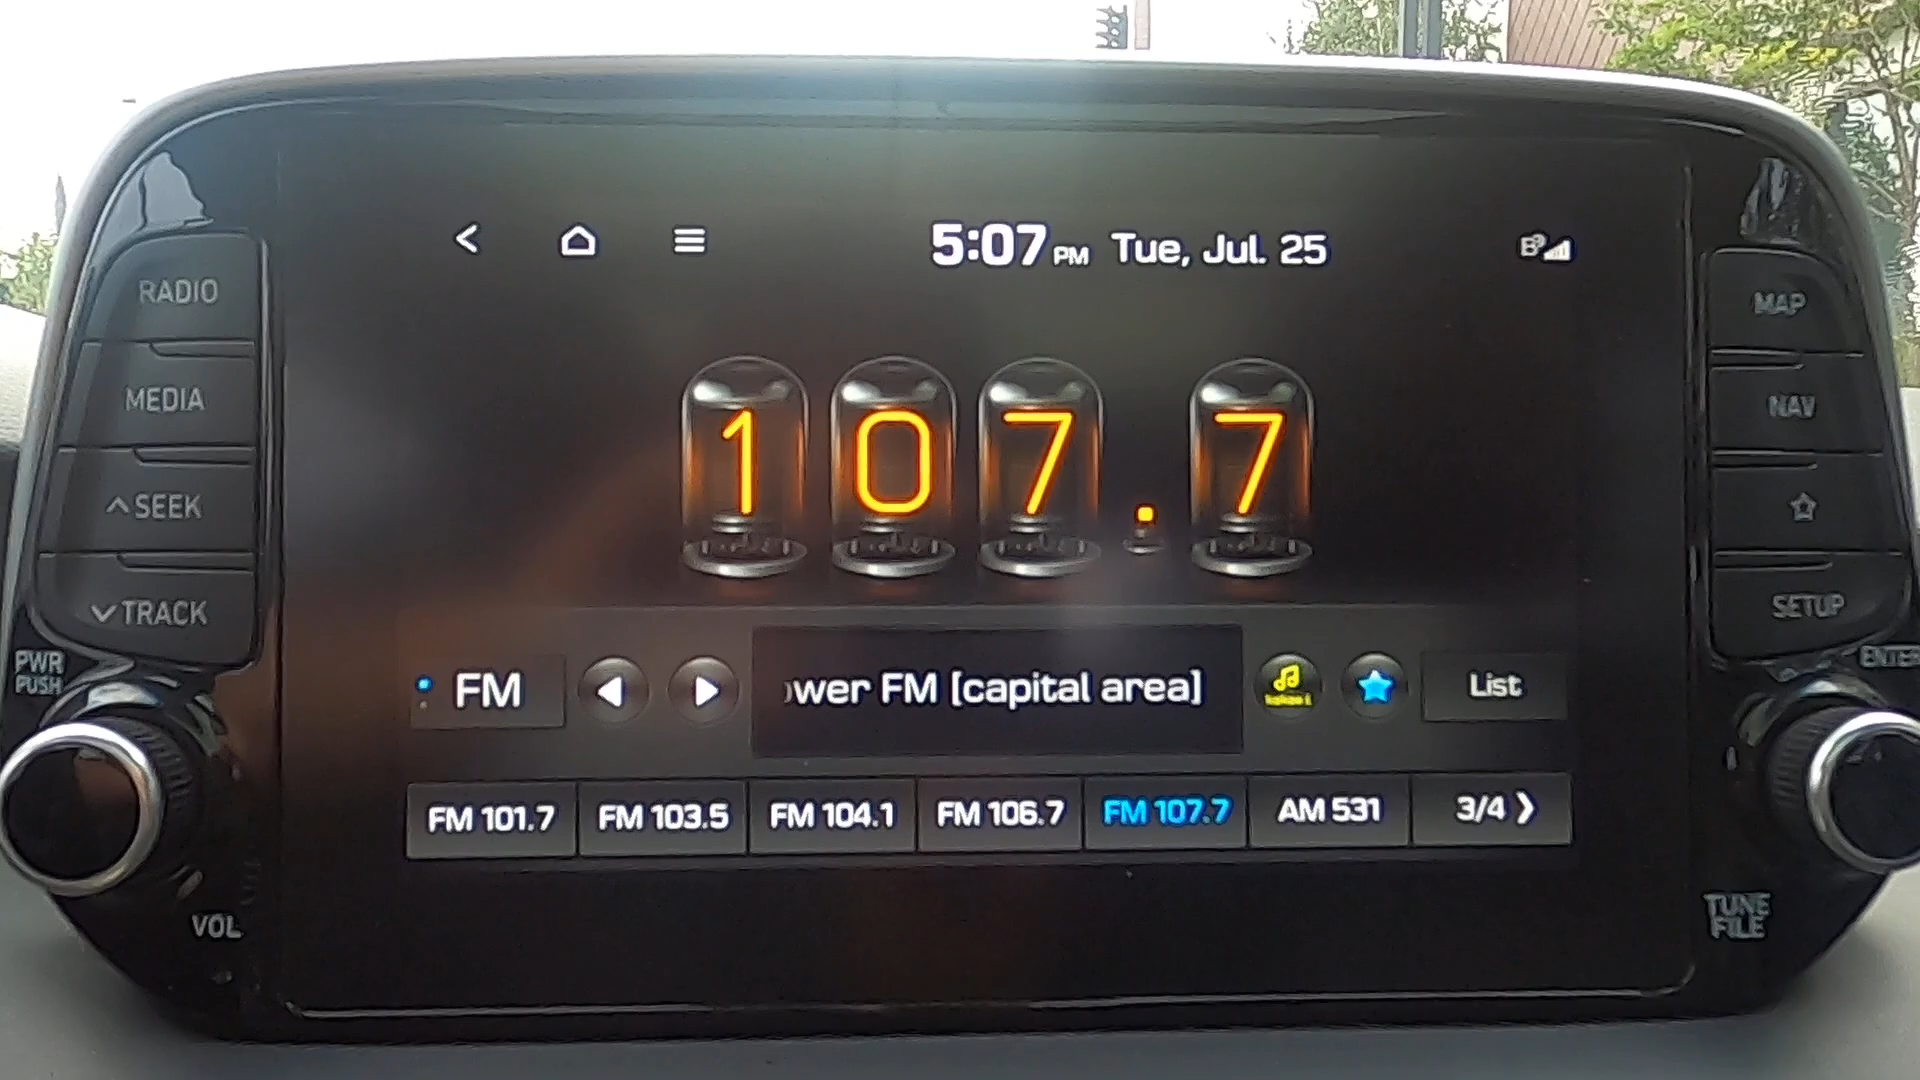 5:07 PM Tue, Jul. 25
RADIO
MEDIA
SEEK
TRACK
PWR
PUSH
VOL
107.7
FM
wer FM [capital area]
List
FM 101.7
FM 103.5
FM 104.1
FM 106.7
FM 107.7
AM 531
3/4
MAP
NAV
SETUP
ENTER
TUNE
FILE